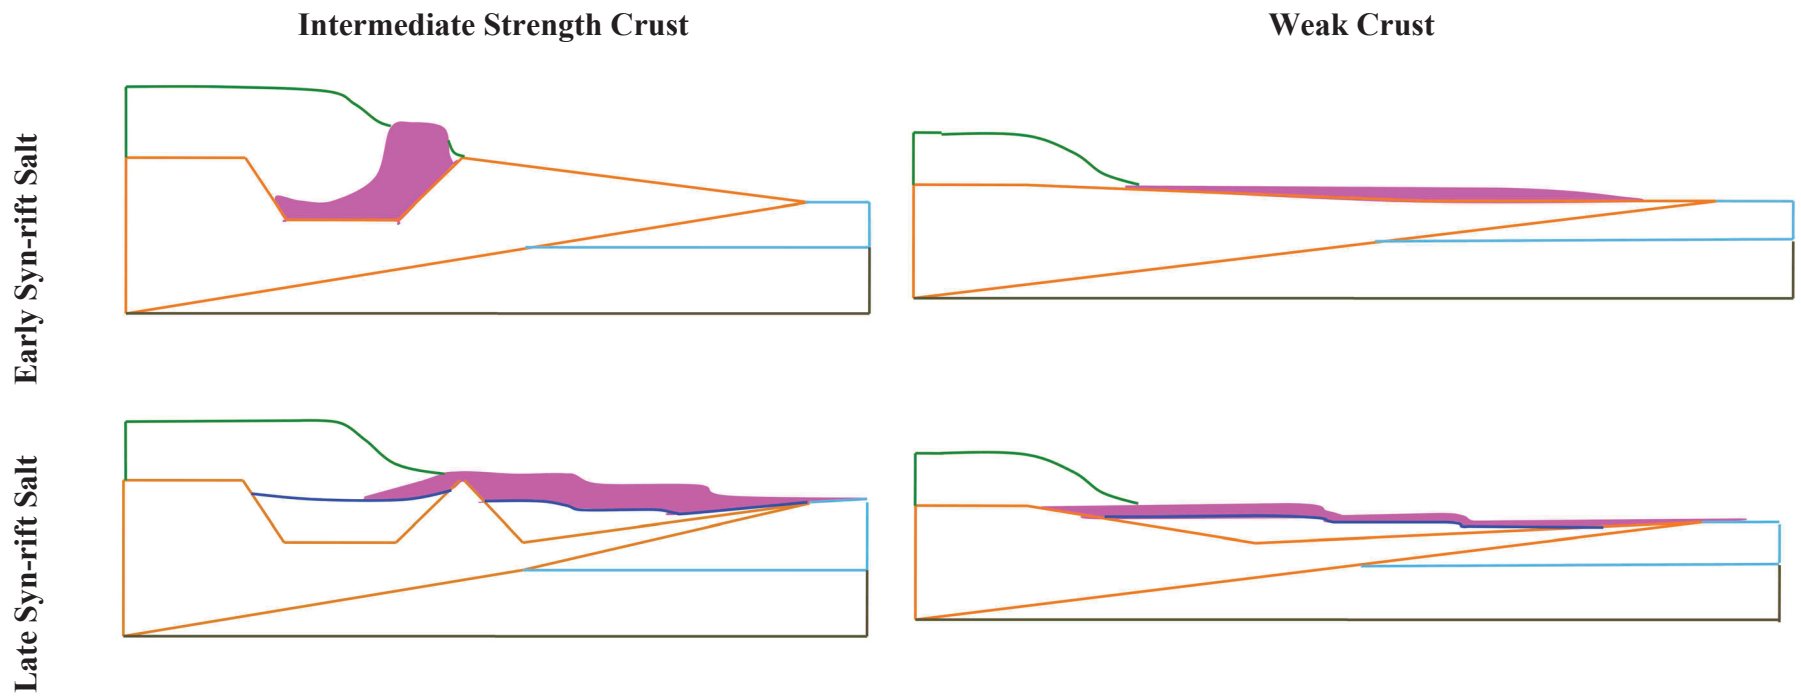 Intermediate Strength Crust
Weak Crust
Early Syn-rift Salt
Late Syn-rift Salt